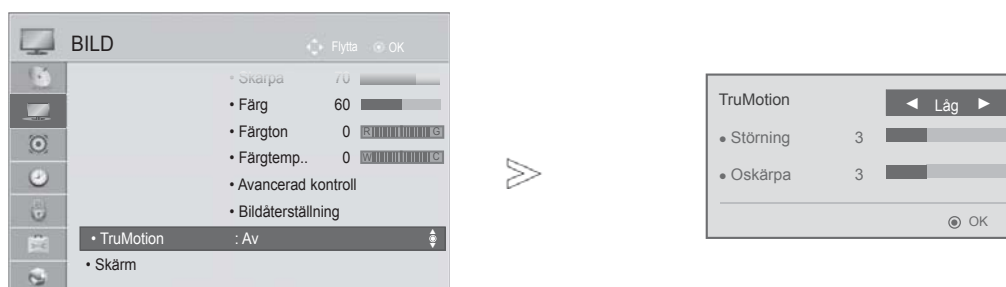 BILD Flytta OK
• Skärpa 70
• Färg 60
• Färgton 0 R G
• Färgtemp.. 0 W C
• Avancerad kontroll
• Bildåterställning
• TruMotion : Av
• Skärm
TruMotion ◄ Låg ►
• Störning 3
• Oskärpa 3
OK